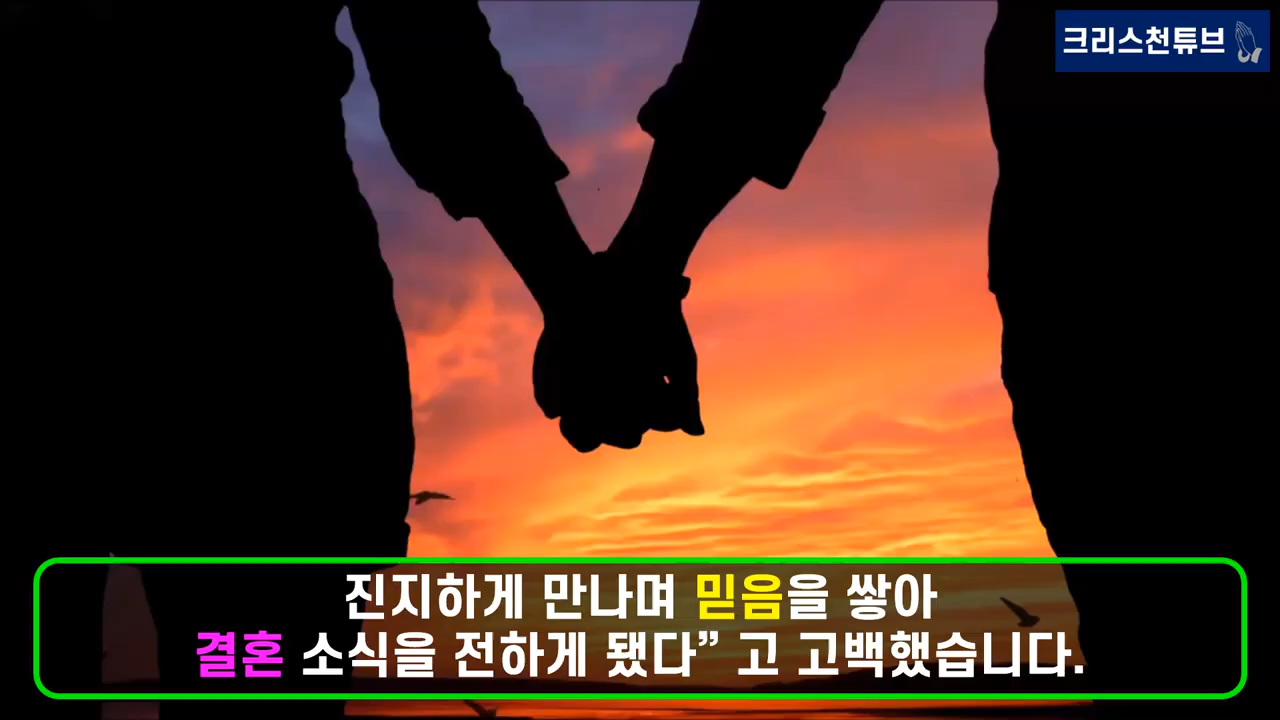 크리스천튜브
진지하게 만나며 믿음을 쌓아
결혼 소식을 전하게 됐다” 고 고백했습니다.